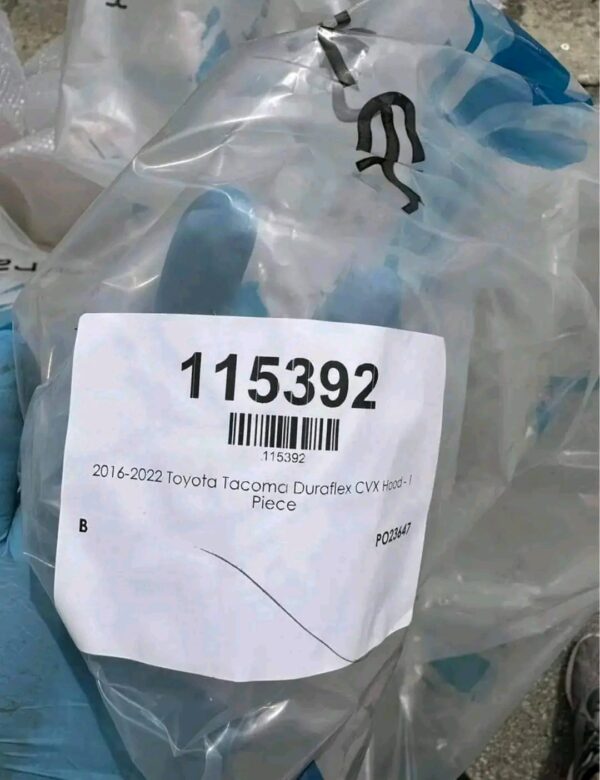 115392
115392
2016-2022 Toyota Tacoma Duraflex CVX Hood - 1
Piece
B
PO23647